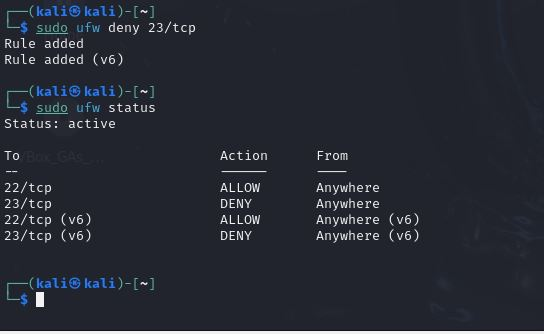 ┌──(kali㉿kali)-[~]
└─$ sudo ufw deny 23/tcp
Rule added
Rule added (v6)
┌──(kali㉿kali)-[~]
└─$ sudo ufw status
Status: active
To                         Action      From
--                         ------      ----
22/tcp                     ALLOW       Anywhere
23/tcp                     DENY        Anywhere
22/tcp (v6)                ALLOW       Anywhere (v6)
23/tcp (v6)                DENY        Anywhere (v6)
┌──(kali㉿kali)-[~]
└─$